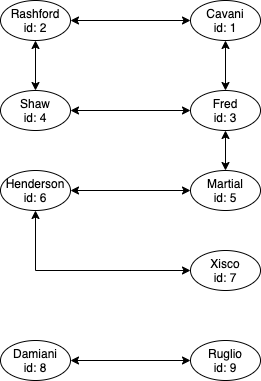 Rashford
id: 2
Cavani
id: 1
Shaw
id: 4
Fred
id: 3
Henderson
id: 6
Martial
id: 5
Xisco
id: 7
Damiani
id: 8
Ruglio
id: 9